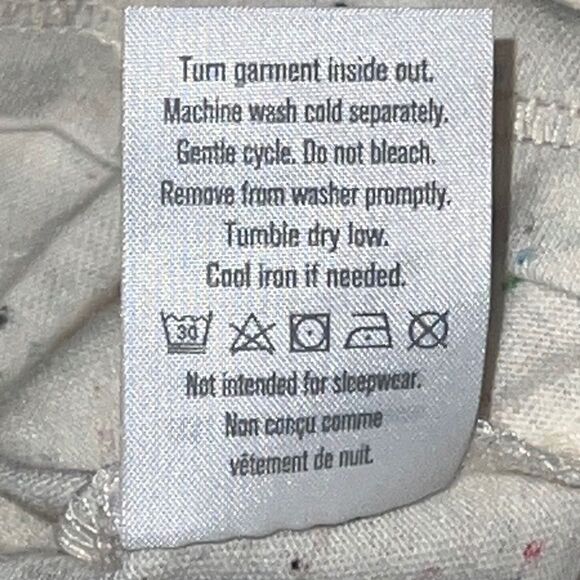 Turn garment inside out.
Machine wash cold separately.
Gentle cycle. Do not bleach.
Remove from washer promptly.
Tumble dry low.
Cool iron if needed.
30
Not intended for sleepwear.
Non conçu comme
vêtement de nuit.